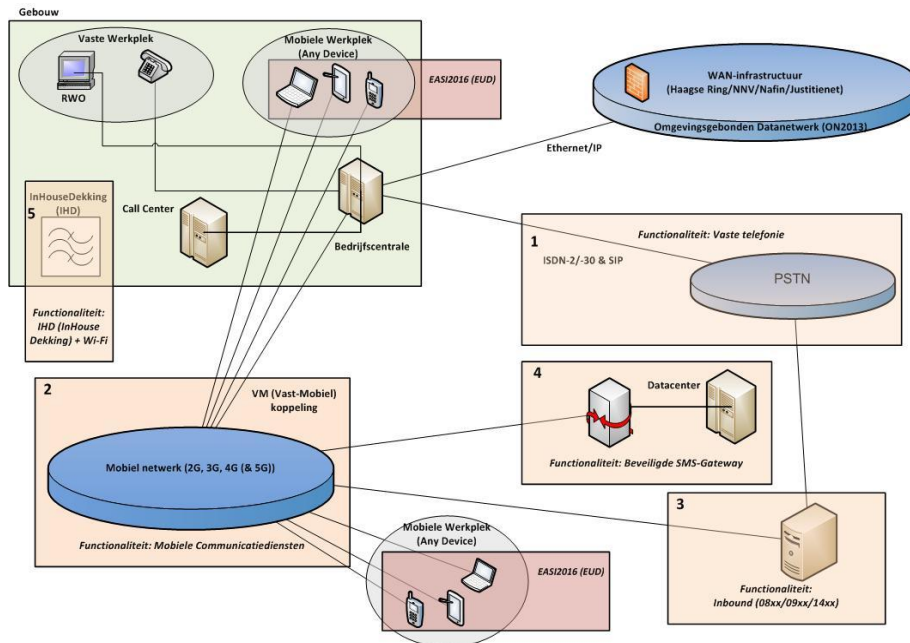 Gebouw
Vaste Werkplek
RWO
Mobiele Werkplek
(Any Device)
EASI2016 (EUD)
WAN-infrastructuur
(Haagse Ring/NNV/Nafin/Justitienet)
Omgevingsgebonden Datanetwerk (ON2013)
Ethernet/IP
InHouseDekking
(IHD)
5
Call Center
Bedrijfscentrale
Functionaliteit:
IHD (InHouse
Dekking) + Wi-Fi
1
Functionaliteit: Vaste telefonie
ISDN-2/-30 & SIP
PSTN
2
VM (Vast-Mobiel)
koppeling
Mobiel netwerk (2G, 3G, 4G (& 5G))
Functionaliteit: Mobiele Communicatiediensten
4
Datacenter
Functionaliteit: Beveiligde SMS-Gateway
3
Functionaliteit:
Inbound (08xx/09xx/14xx)
Mobiele Werkplek
(Any Device)
EASI2016 (EUD)